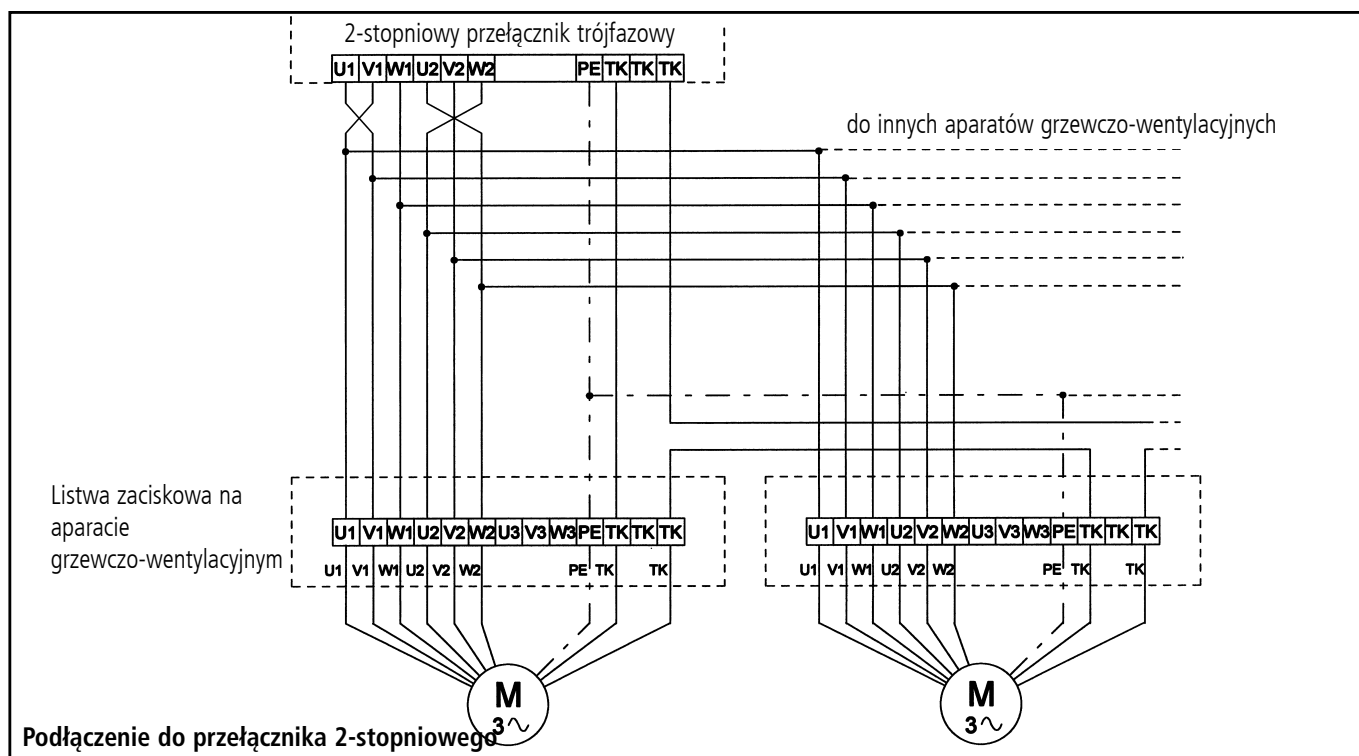 2-stopniowy przełącznik trójfazowy
U1 V1 W1 U2 V2 W2 PE TK TK TK
do innych aparatów grzewczo-wentylacyjnych
Listwa zaciskowa na
aparacie
grzewczo-wentylacyjnym
U1 V1 W1 U2 V2 W2 U3 V3 W3 PE TK TK TK
U1 V1 W1 U2 V2 W2 PE TK TK
U1 V1 W1 U2 V2 W2 U3 V3 W3 PE TK TK TK
U1 V1 W1 U2 V2 W2 PE TK TK
M
3∿
M
3∿
Podłączenie do przełącznika 2-stopniowego